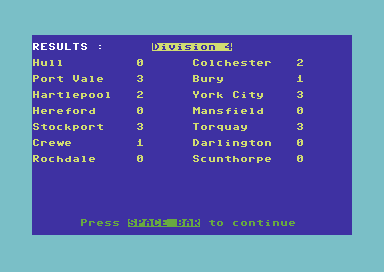 RESULTS : Division 4
Hull 0 Colchester 2
Port Vale 3 Bury 1
Hartlepool 2 York City 3
Hereford 0 Mansfield 0
Stockport 3 Torquay 3
Crewe 1 Darlington 0
Rochdale 0 Scunthorpe 0
Press SPACE BAR to continue